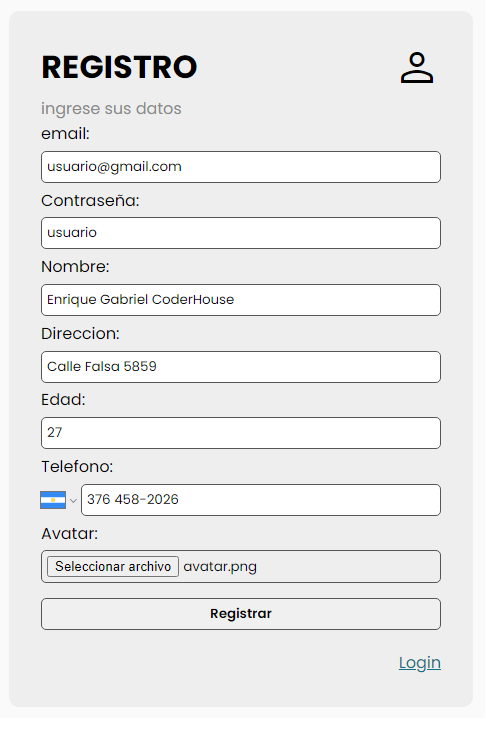 REGISTRO
ingrese sus datos
email:
usuario@gmail.com
Contraseña:
usuario
Nombre:
Enrique Gabriel CoderHouse
Direccion:
Calle Falsa 5859
Edad:
27
Telefono:
376 458-2026
Avatar:
Seleccionar archivo avatar.png
Registrar
Login